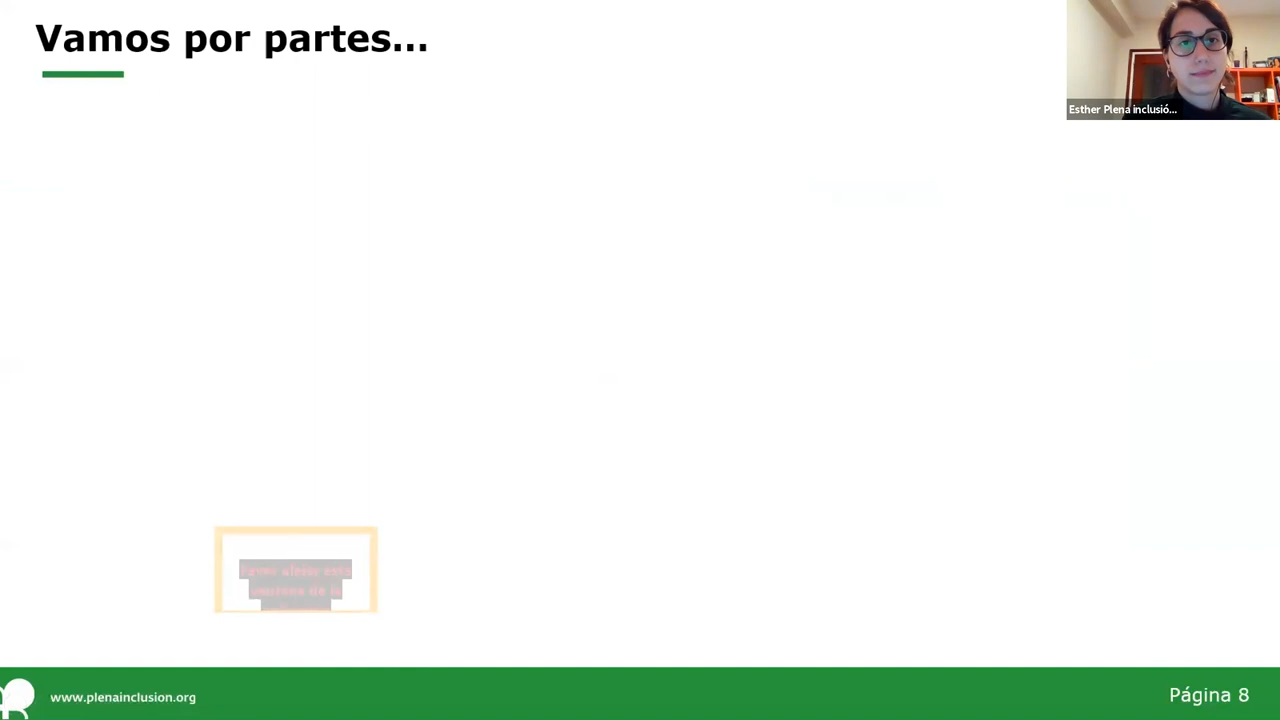 Vamos por partes...
Esther Plena inclusió...
www.plenainclusion.org
Página 8